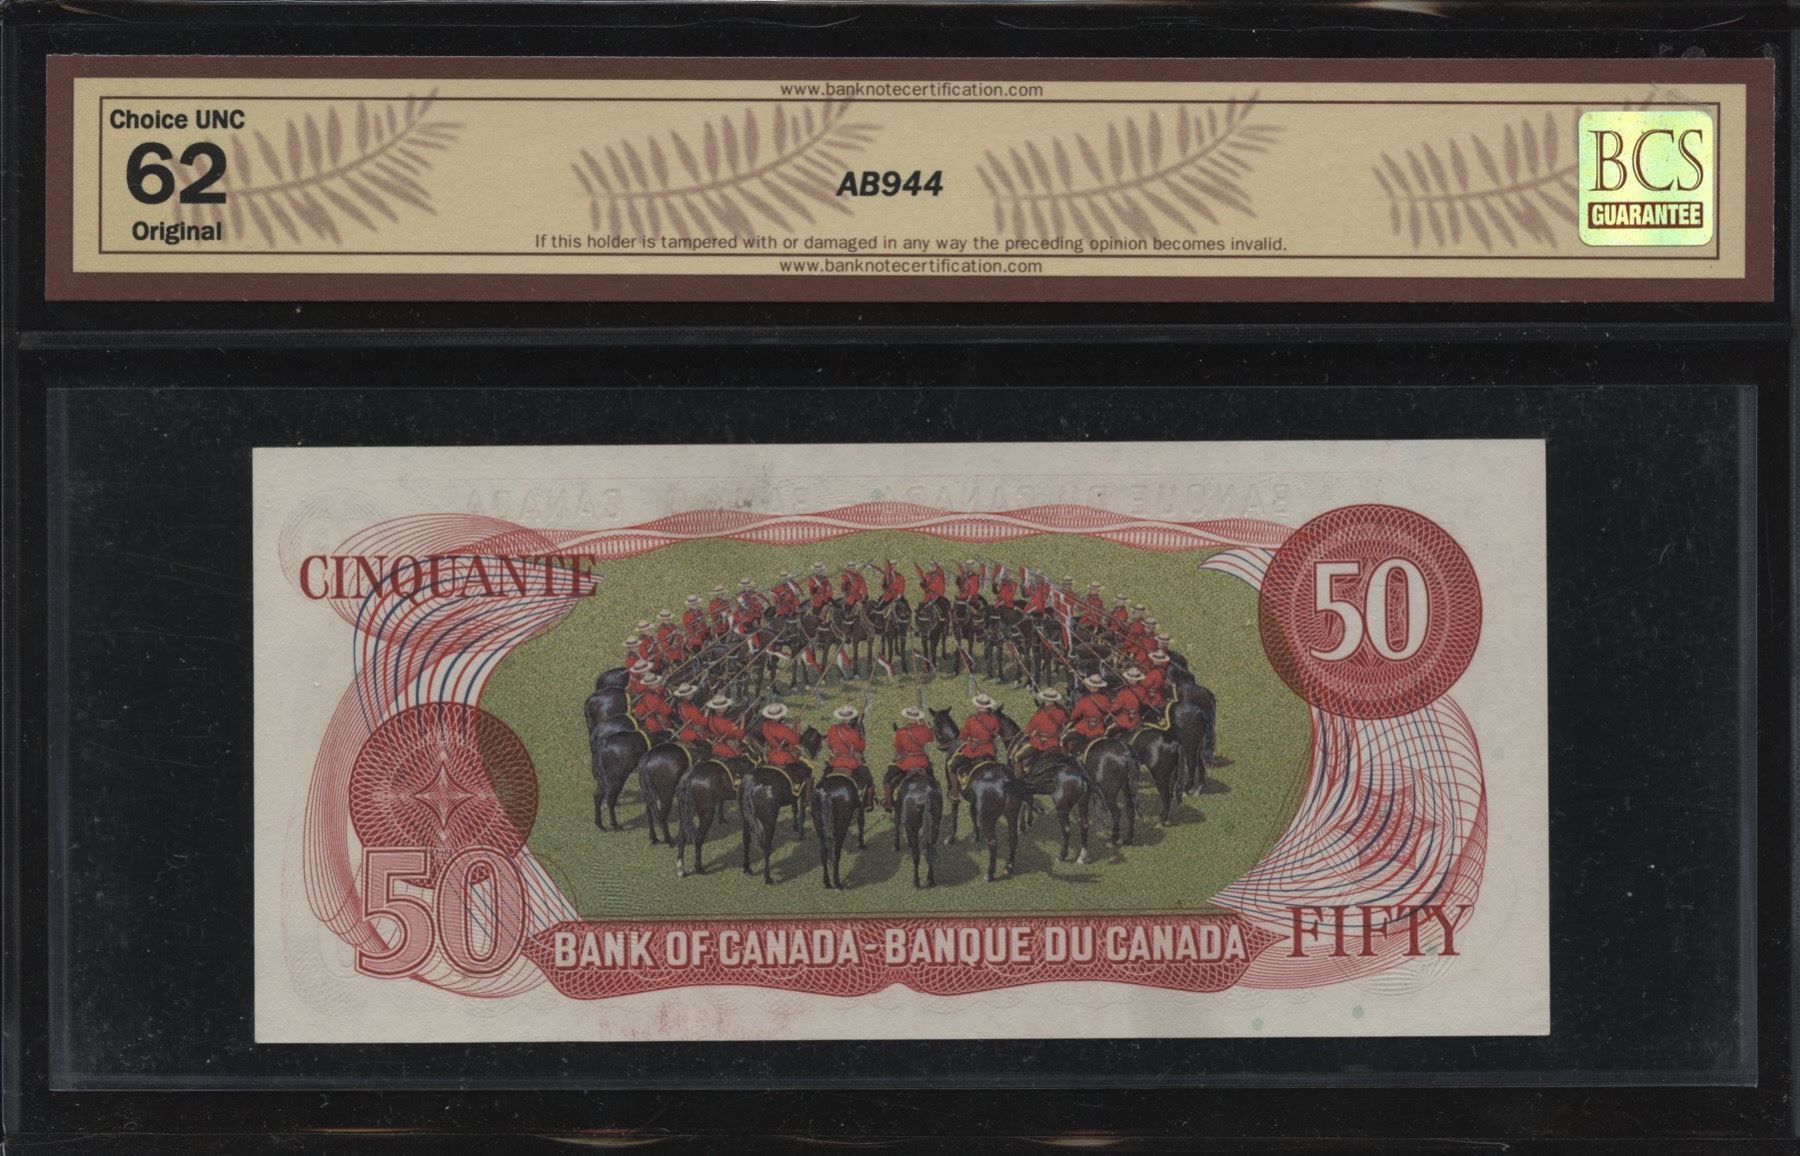 www.banknotecertification.com
Choice UNC
62
Original
AB944
BCS
GUARANTEE
If this holder is tampered with or damaged in any way the preceding opinion becomes invalid.
www.banknotecertification.com
CINQUANTE
50
50
BANK OF CANADA-BANQUE DU CANADA
FIFTY